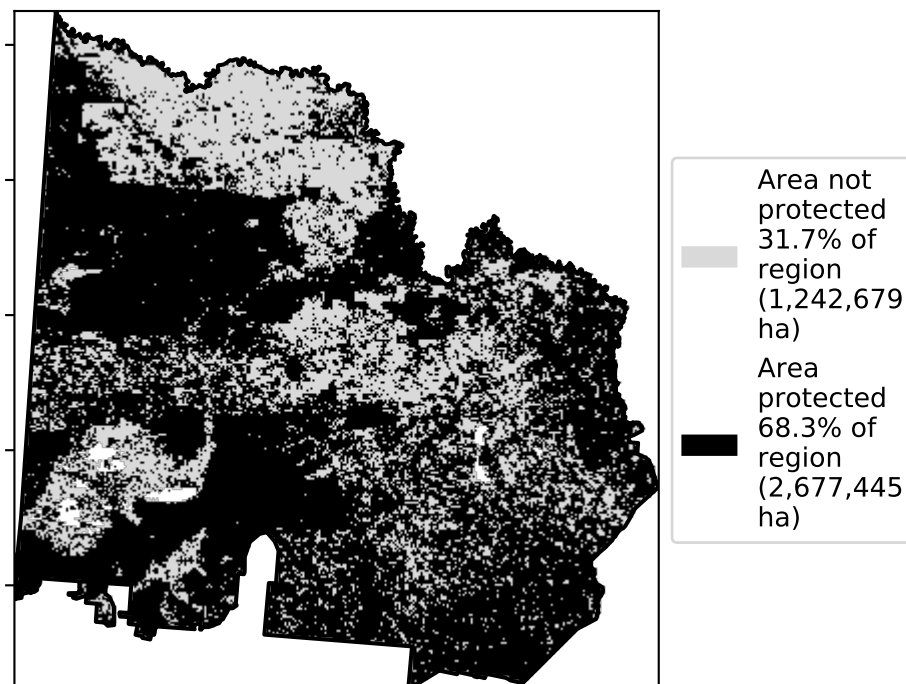 Area not
protected
31.7% of
region
(1,242,679
ha)
Area
protected
68.3% of
region
(2,677,445
ha)